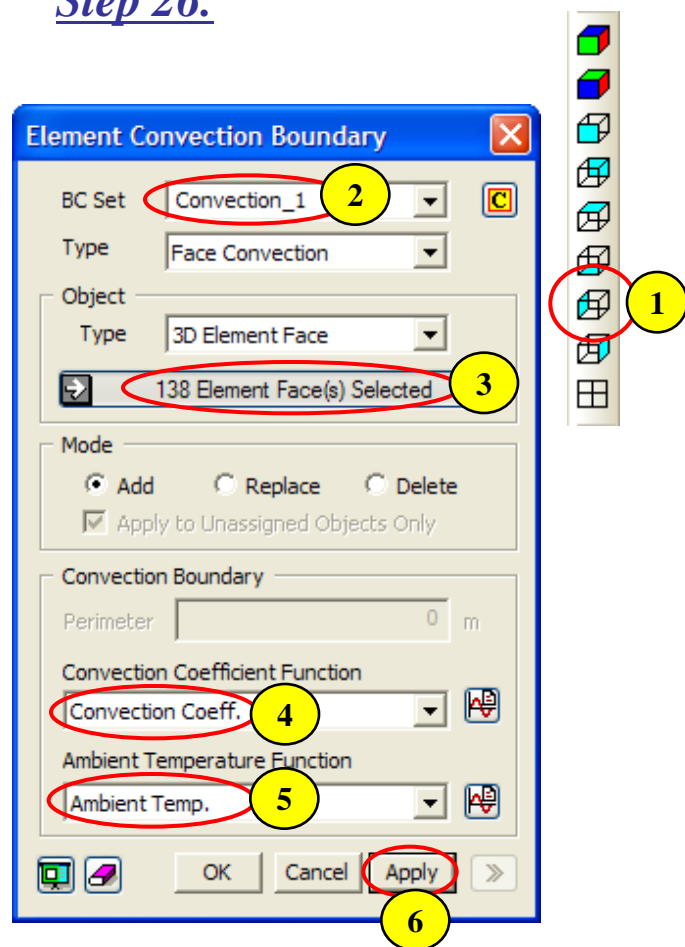 Step 26.
Element Convection Boundary
BC Set Convection_1 2 C
Type Face Convection
Object
Type 3D Element Face
1
138 Element Face(s) Selected 3
Mode
Add Replace Delete
Apply to Unassigned Objects Only
Convection Boundary
Perimeter 0 m
Convection Coefficient Function
Convection Coeff. 4
Ambient Temperature Function
Ambient Temp. 5
OK Cancel Apply
6